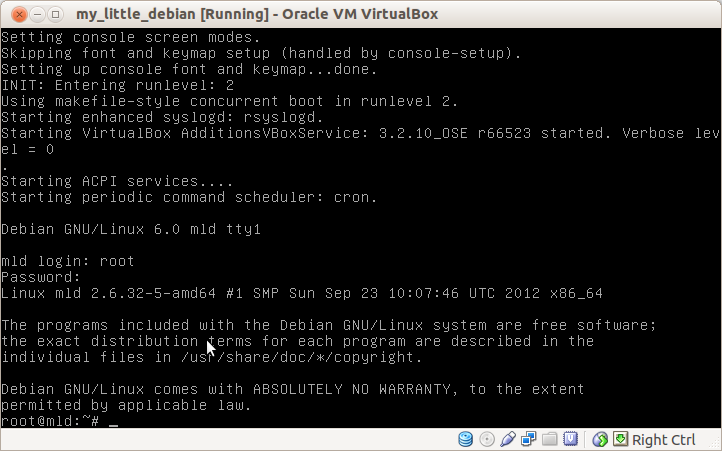 my_little_debian [Running] - Oracle VM VirtualBox
Setting console screen modes.
Skipping font and keymap setup (handled by console-setup).
Setting up console font and keymap...done.
INIT: Entering runlevel: 2
Using makefile-style concurrent boot in runlevel 2.
Starting enhanced syslogd: rsyslogd.
Starting VirtualBox AdditionsVBoxService: 3.2.10_OSE r66523 started. Verbose lev
el = 0
.
Starting ACPI services....
Starting periodic command scheduler: cron.
Debian GNU/Linux 6.0 mld tty1
mld login: root
Password:
Linux mld 2.6.32-5-amd64 #1 SMP Sun Sep 23 10:07:46 UTC 2012 x86_64
The programs included with the Debian GNU/Linux system are free software;
the exact distribution terms for each program are described in the
individual files in /usr/share/doc/*/copyright.
Debian GNU/Linux comes with ABSOLUTELY NO WARRANTY, to the extent
permitted by applicable law.
root@mld:~# _
Right Ctrl